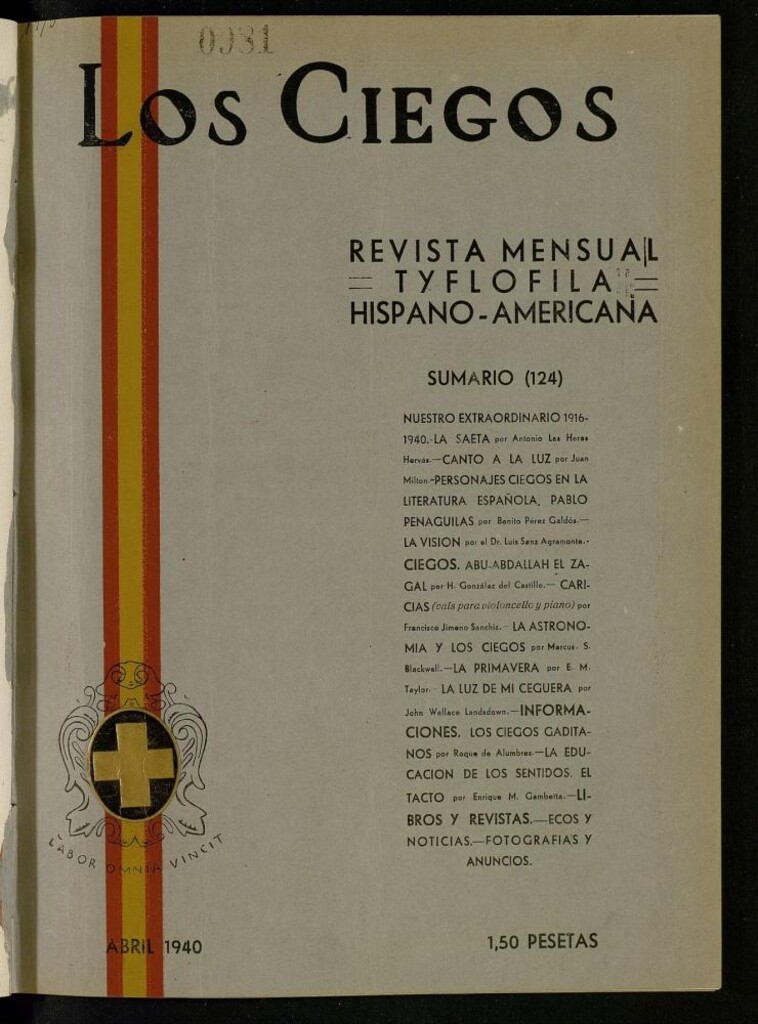 0981
LOS CIEGOS
REVISTA MENSUAL
TYFLOFILA
HISPANO-AMERICANA
SUMARIO (124)
NUESTRO EXTRAORDINARIO 1916-
1940.-LA SAETA por Antonio Las Heras
Hervás.—CANTO A LA LUZ por Juan
Milton.-PERSONAJES CIEGOS EN LA
LITERATURA ESPAÑOLA, PABLO
PENAGUILAS por Benito Pérez Galdós.—
LA VISION por el Dr. Luis Sanz Agramonte.-
CIEGOS. ABU-ABDALLAH EL ZA-
GAL por H. González del Castillo.—CARI-
CIAS (vals para violoncello y piano) por
Francisco Jimeno Sanchis.—LA ASTRONO-
MIA Y LOS CIEGOS por Marcus. S.
Blackwell.—LA PRIMAVERA por E. M.
Taylor.- LA LUZ DE MI CEGUERA por
John Wallace Landsdown.—INFORMA-
CIONES. LOS CIEGOS GADITA-
NOS por Roque de Alumbres.—LA EDU-
CACION DE LOS SENTIDOS. EL
TACTO por Enrique M. Gambetta.—LI-
BROS Y REVISTAS.—ECOS Y
NOTICIAS.—FOTOGRAFIAS Y
ANUNCIOS.
LABOR OMNIA VINCIT
ABRIL 1940
1,50 PESETAS